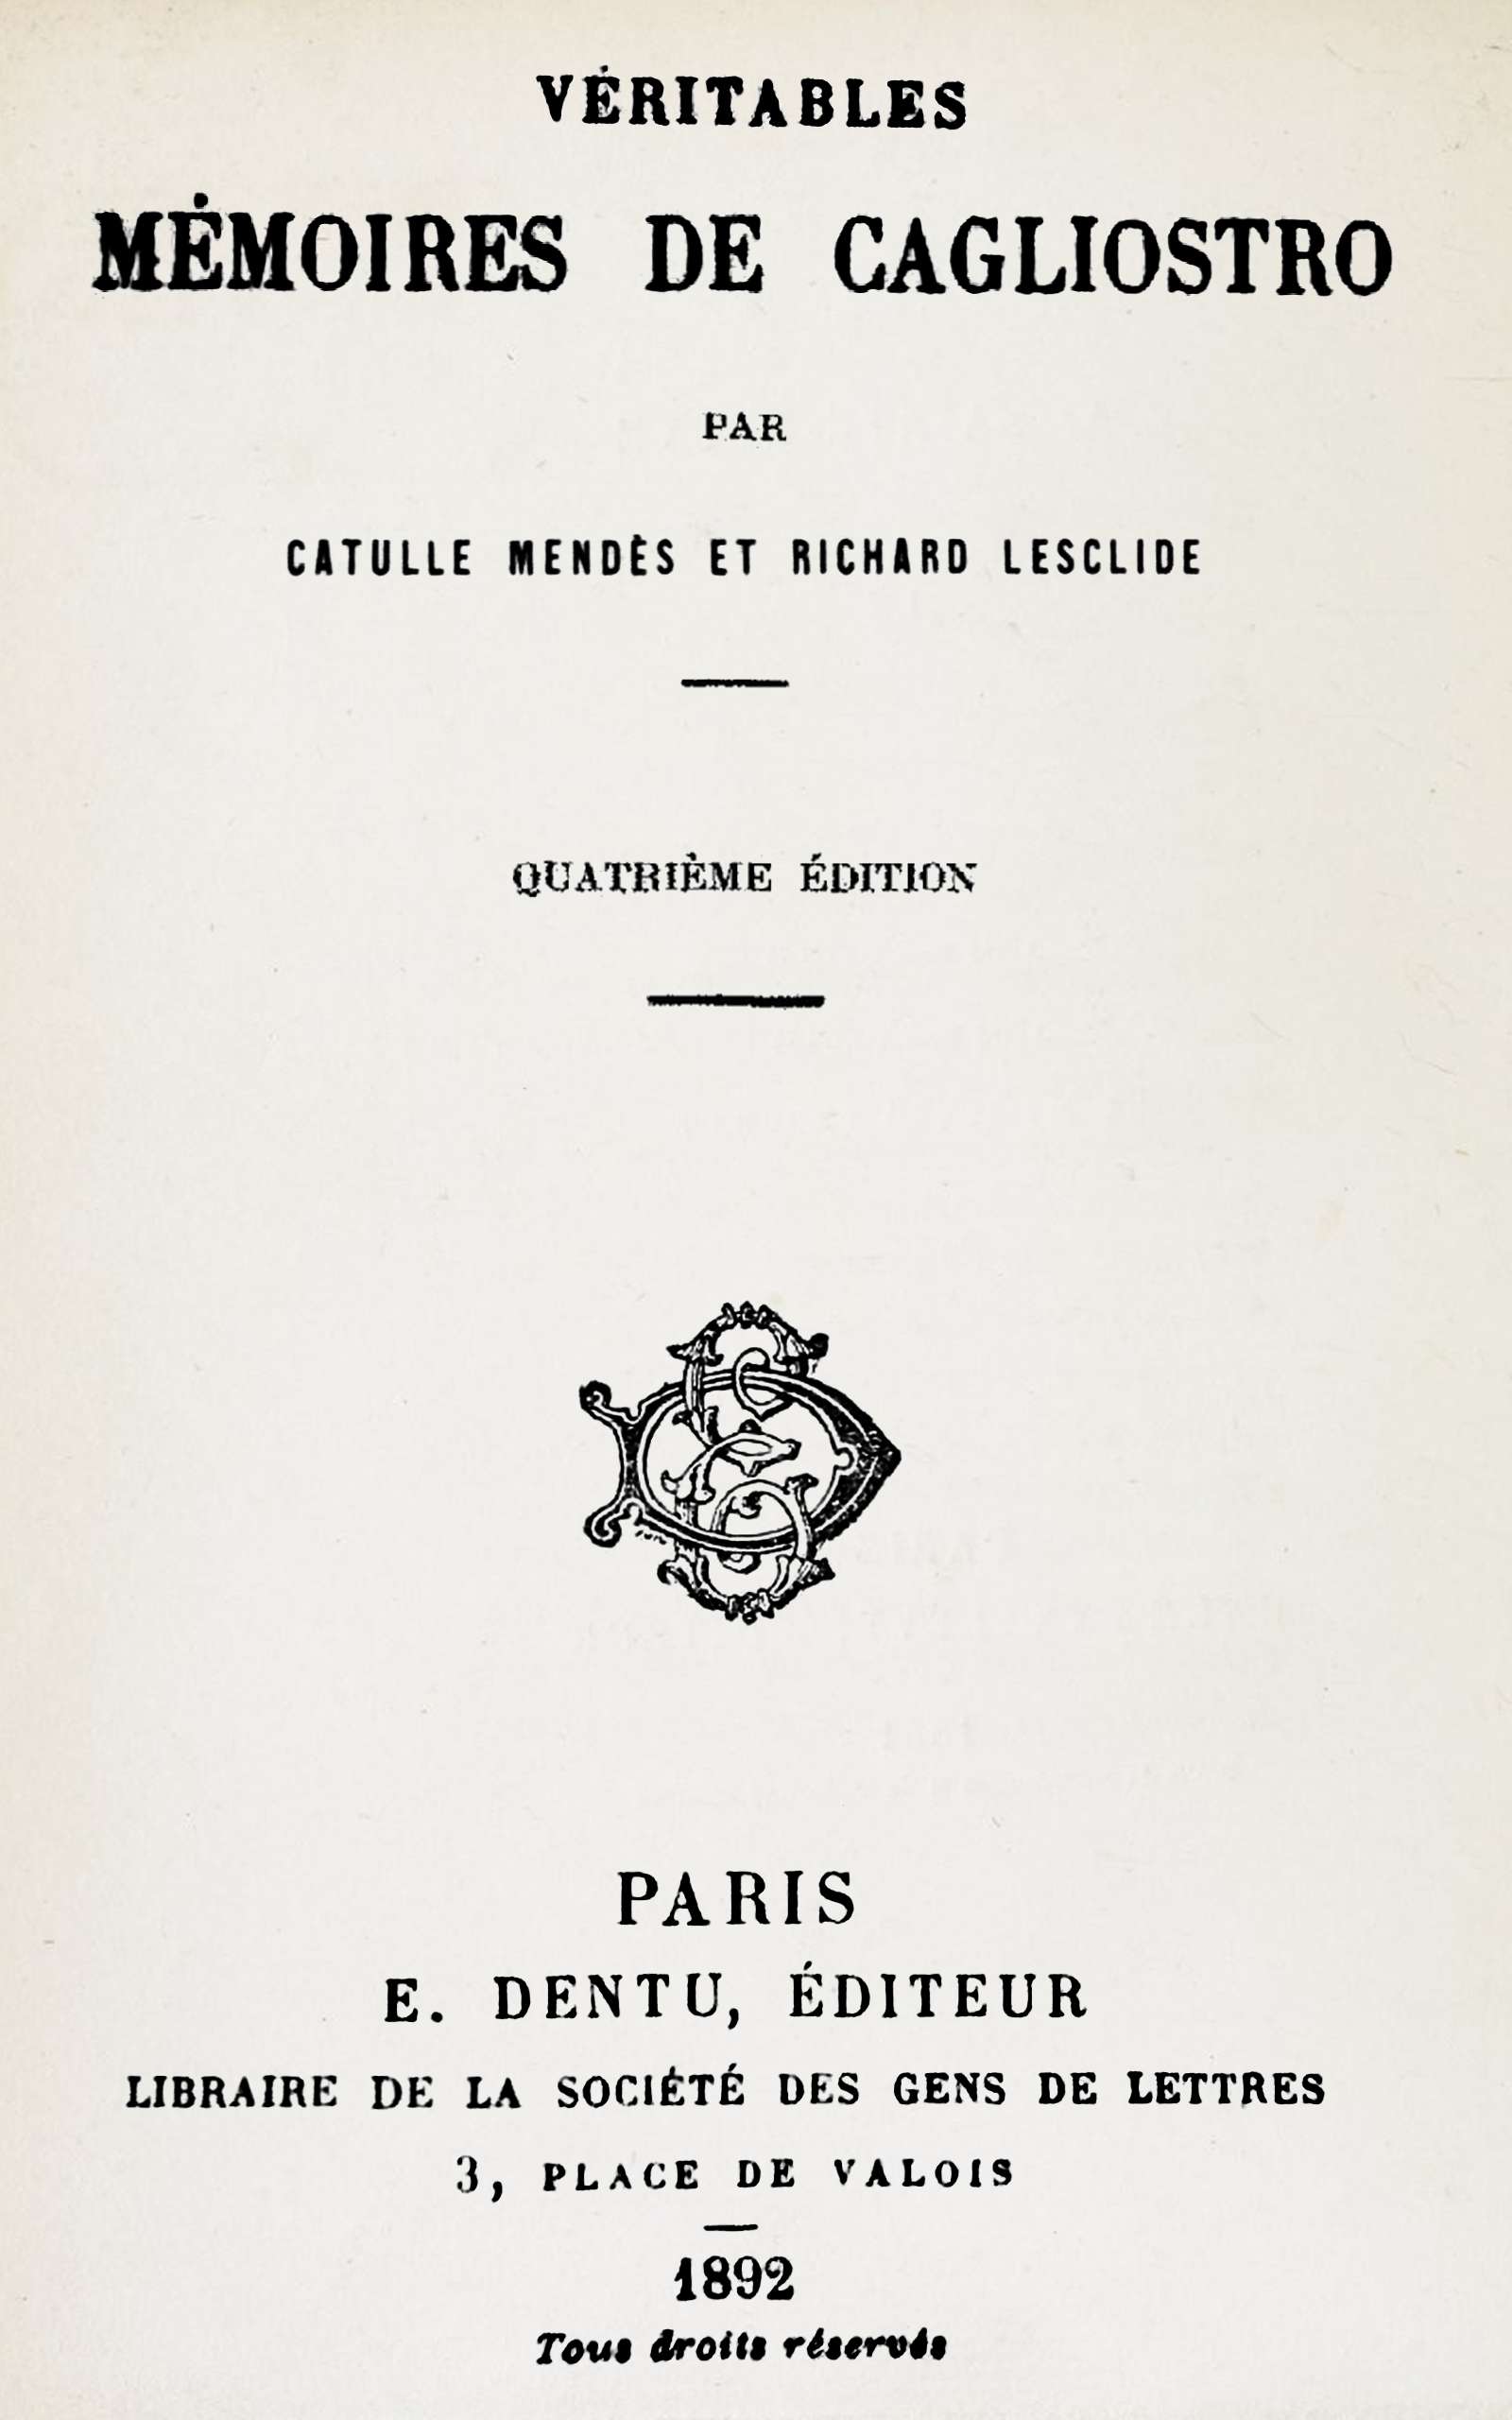 VÉRITABLES
MÉMOIRES DE CAGLIOSTRO
PAR
CATULLE MENDÈS ET RICHARD LESCLIDE
QUATRIÈME ÉDITION
PARIS
E. DENTU, ÉDITEUR
LIBRAIRE DE LA SOCIÉTÉ DES GENS DE LETTRES
3, PLACE DE VALOIS
1892
Tous droits réservés